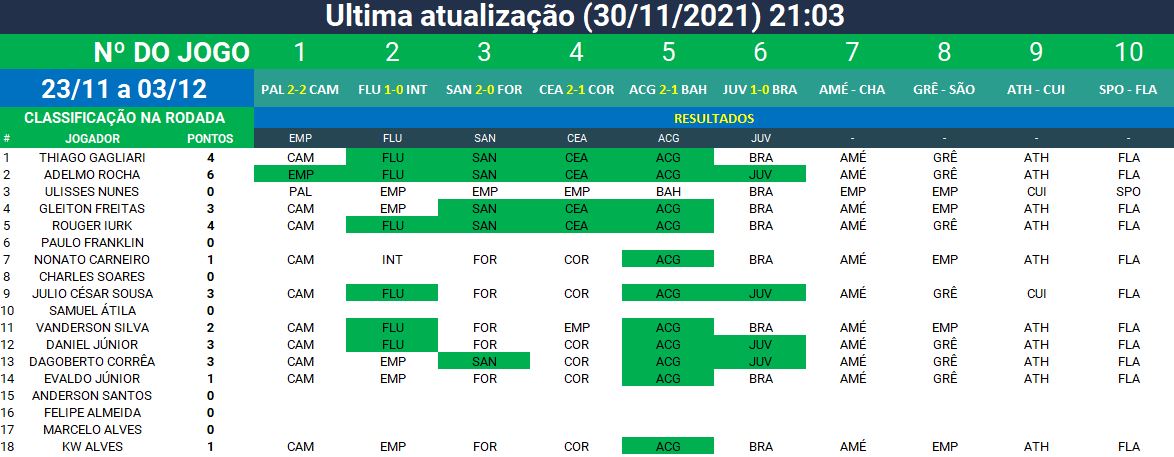 Ultima atualização (30/11/2021) 21:03
Nº DO JOGO 1 2 3 4 5 6 7 8 9 10
23/11 a 03/12 PAL 2-2 CAM FLU 1-0 INT SAN 2-0 FOR CEA 2-1 COR ACG 2-1 BAH JUV 1-0 BRA AMÉ - CHA GRÊ - SÃO ATH - CUI SPO - FLA
CLASSIFICAÇÃO NA RODADA RESULTADOS
# JOGADOR PONTOS EMP FLU SAN CEA ACG JUV - - - -
1 THIAGO GAGLIARI 4 CAM FLU SAN CEA ACG BRA AMÉ GRÊ ATH FLA
2 ADELMO ROCHA 6 EMP FLU SAN CEA ACG JUV AMÉ GRÊ ATH FLA
3 ULISSES NUNES 0 PAL EMP EMP EMP BAH BRA EMP EMP CUI SPO
4 GLEITON FREITAS 3 CAM EMP SAN CEA ACG BRA AMÉ EMP ATH FLA
5 ROUGER IURK 4 CAM FLU SAN CEA ACG BRA AMÉ GRÊ ATH FLA
6 PAULO FRANKLIN 0
7 NONATO CARNEIRO 1 CAM INT FOR COR ACG BRA AMÉ EMP ATH FLA
8 CHARLES SOARES 0
9 JULIO CÉSAR SOUSA 3 CAM FLU FOR COR ACG JUV AMÉ GRÊ CUI FLA
10 SAMUEL ÁTILA 0
11 VANDERSON SILVA 2 CAM FLU FOR EMP ACG BRA AMÉ EMP ATH FLA
12 DANIEL JÚNIOR 3 CAM FLU FOR COR ACG JUV AMÉ GRÊ ATH FLA
13 DAGOBERTO CORRÊA 3 CAM EMP SAN COR ACG JUV AMÉ GRÊ ATH FLA
14 EVALDO JÚNIOR 1 CAM EMP FOR COR ACG BRA AMÉ GRÊ ATH FLA
15 ANDERSON SANTOS 0
16 FELIPE ALMEIDA 0
17 MARCELO ALVES 0
18 KW ALVES 1 CAM EMP FOR COR ACG BRA AMÉ EMP ATH FLA